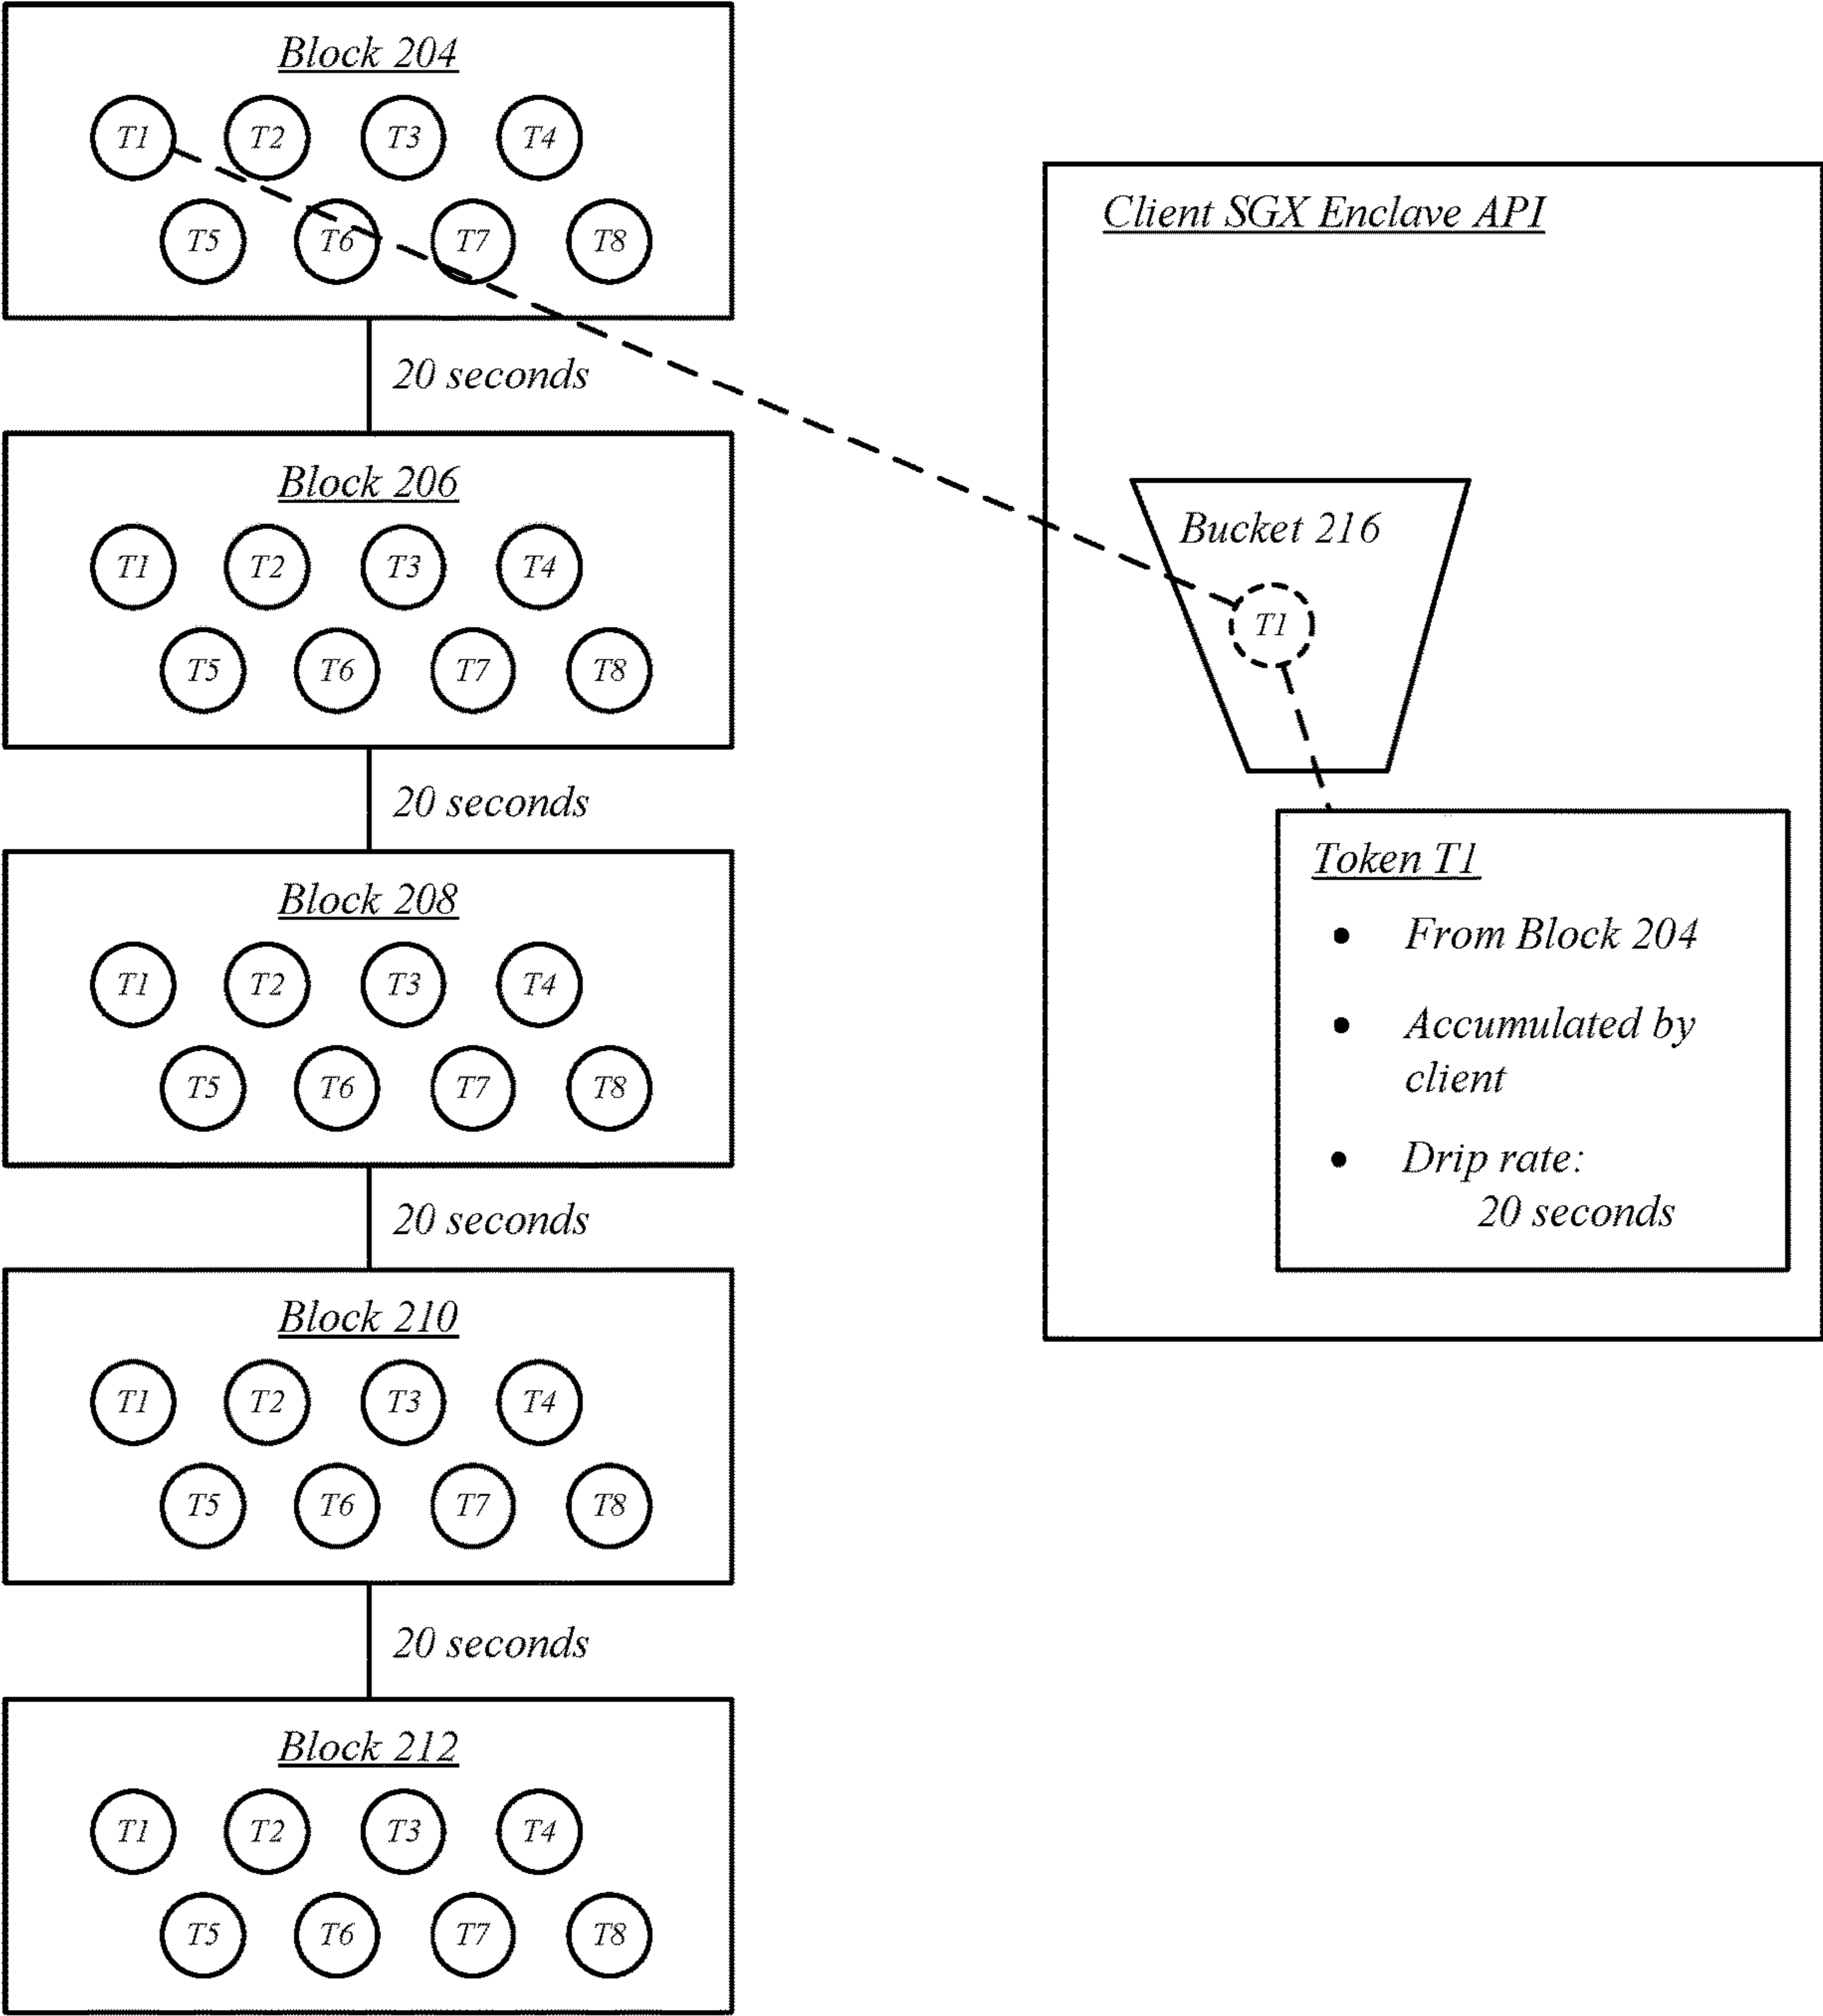 Block 204
T1 T2 T3 T4
T5 T6 T7 T8
20 seconds
Block 206
T1 T2 T3 T4
T5 T6 T7 T8
20 seconds
Block 208
T1 T2 T3 T4
T5 T6 T7 T8
20 seconds
Block 210
T1 T2 T3 T4
T5 T6 T7 T8
20 seconds
Block 212
T1 T2 T3 T4
T5 T6 T7 T8
Client SGX Enclave API
Bucket 216
T1
Token T1
• From Block 204
• Accumulated by
client
• Drip rate:
20 seconds